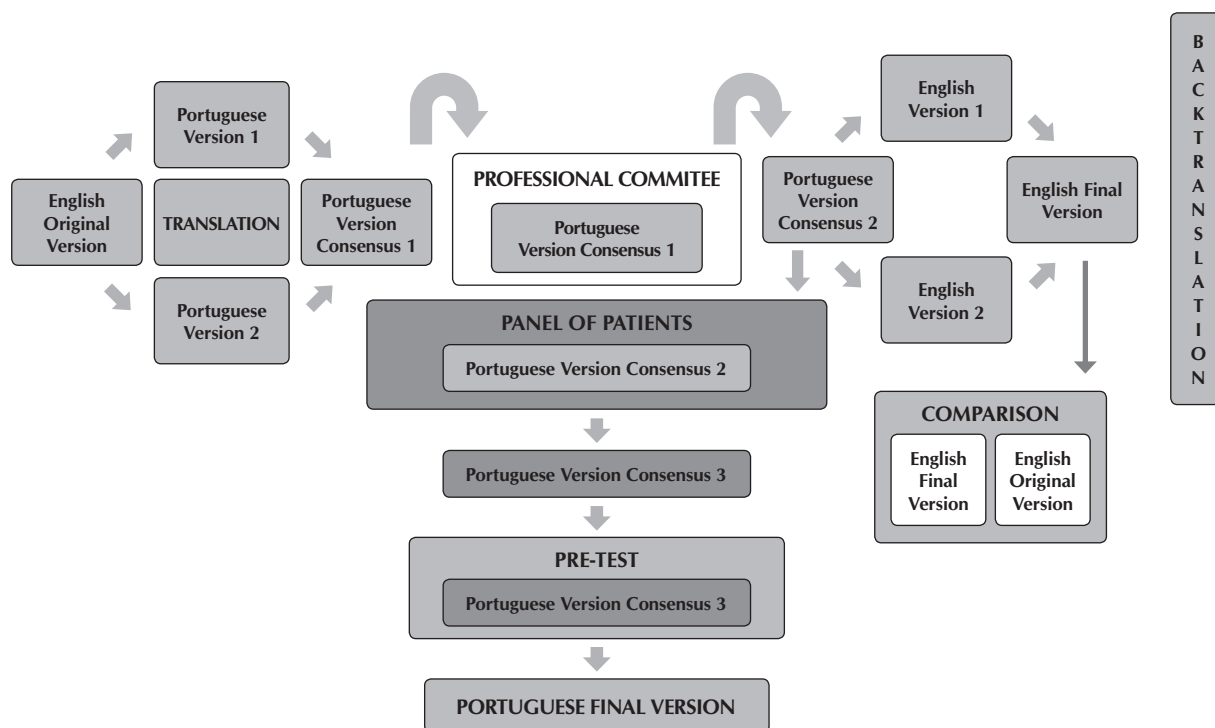 English
Original
Version
Portuguese
Version 1
TRANSLATION
Portuguese
Version 2
Portuguese
Version
Consensus 1
PROFESSIONAL COMMITEE
Portuguese
Version Consensus 1
Portuguese
Version
Consensus 2
English
Version 1
English
Version 2
English Final
Version
BACKTRANSLATION
PANEL OF PATIENTS
Portuguese Version Consensus 2
Portuguese Version Consensus 3
PRE-TEST
Portuguese Version Consensus 3
PORTUGUESE FINAL VERSION
COMPARISON
English
Final
Version
English
Original
Version